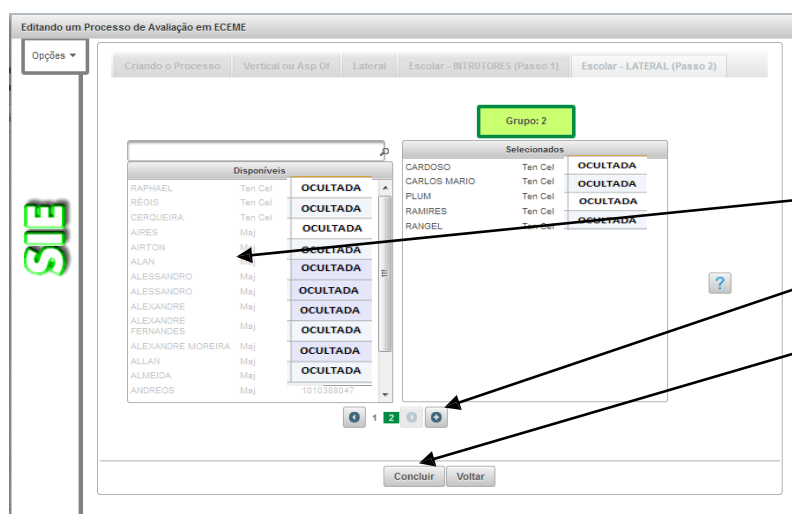 Editando um Processo de Avaliação em ECEME
Opções
Criando o Processo Vertical ou Asp Of Lateral Escolar - INTRUTORES (Passo 1) Escolar - LATERAL (Passo 2)
Grupo: 2
Disponíveis
RAPHAEL Ten Cel OCULTADA
RÉGIS Ten Cel OCULTADA
CERQUEIRA Ten Cel OCULTADA
AIRES Maj
AIRTON Maj OCULTADA
ALAN OCULTADA
ALESSANDRO Maj
ALESSANDRO Maj OCULTADA
ALEXANDRE Maj OCULTADA
ALEXANDRE
FERNANDES Maj OCULTADA
ALEXANDRE MOREIRA Maj OCULTADA
ALLAN Maj
ALMEIDA Maj OCULTADA
ANDREOS Maj 1010388047
Selecionados
CARDOSO Ten Cel OCULTADA
CARLOS MARIO Ten Cel OCULTADA
PLUM Ten Cel OCULTADA
RAMIRES Ten Cel
RANGEL Ten Cel OCULTADA
SIE
?
1 2
Concluir Voltar